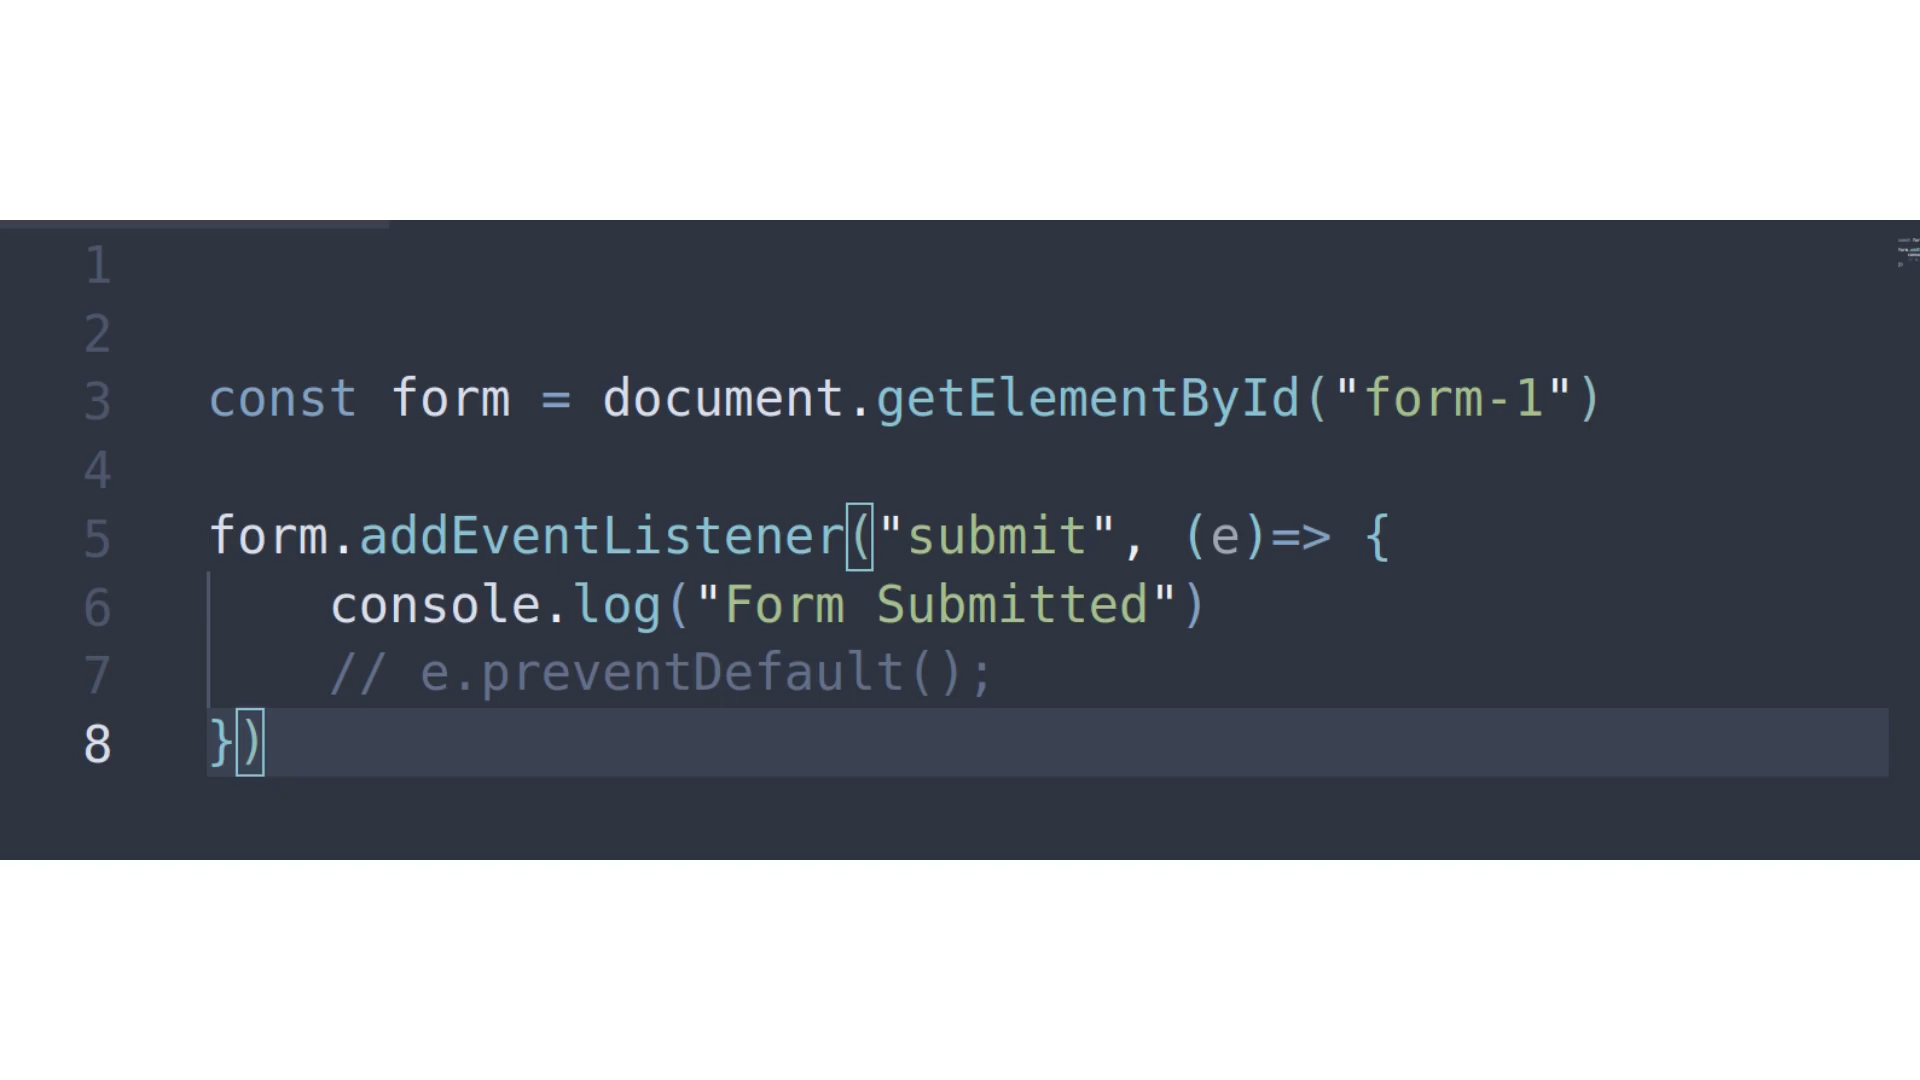 1
2
3 const form = document.getElementById("form-1")
4
5 form.addEventListener("submit", (e)=> {
6     console.log("Form Submitted")
7     // e.preventDefault();
8 })